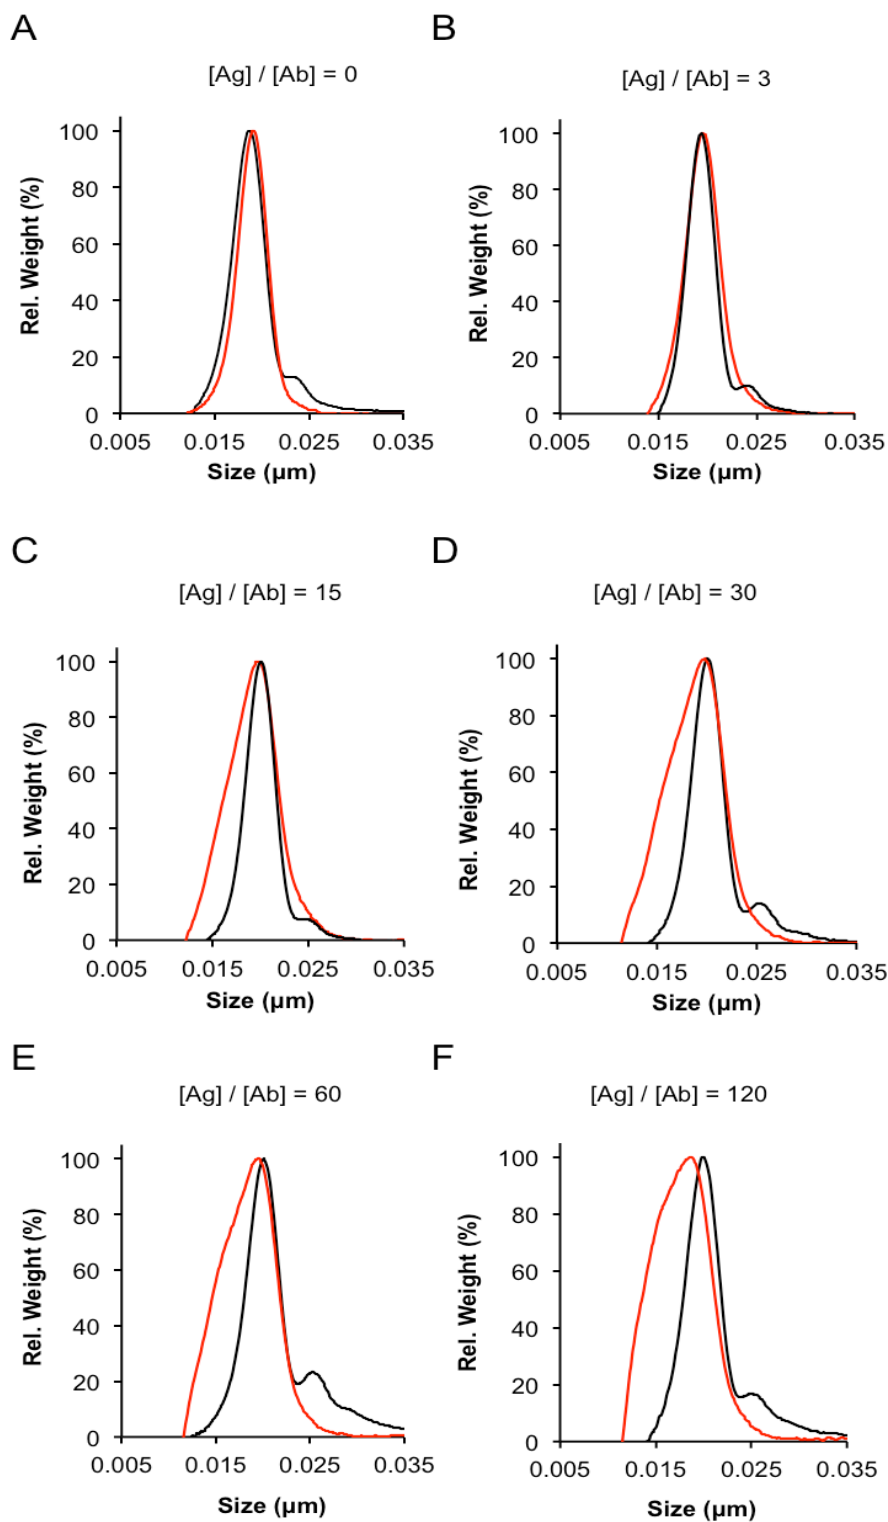 A
B
[Ag] / [Ab] = 0
[Ag] / [Ab] = 3
Rel. Weight (%)
100
80
60
40
20
0
0.005 0.015 0.025 0.035
Size (µm)
Rel. Weight (%)
100
80
60
40
20
0
0.005 0.015 0.025 0.035
Size (µm)
C
D
[Ag] / [Ab] = 15
[Ag] / [Ab] = 30
Rel. Weight (%)
100
80
60
40
20
0
0.005 0.015 0.025 0.035
Size (µm)
Rel. Weight (%)
100
80
60
40
20
0
0.005 0.015 0.025 0.035
Size (µm)
E
F
[Ag] / [Ab] = 60
[Ag] / [Ab] = 120
Rel. Weight (%)
100
80
60
40
20
0
0.005 0.015 0.025 0.035
Size (µm)
Rel. Weight (%)
100
80
60
40
20
0
0.005 0.015 0.025 0.035
Size (µm)